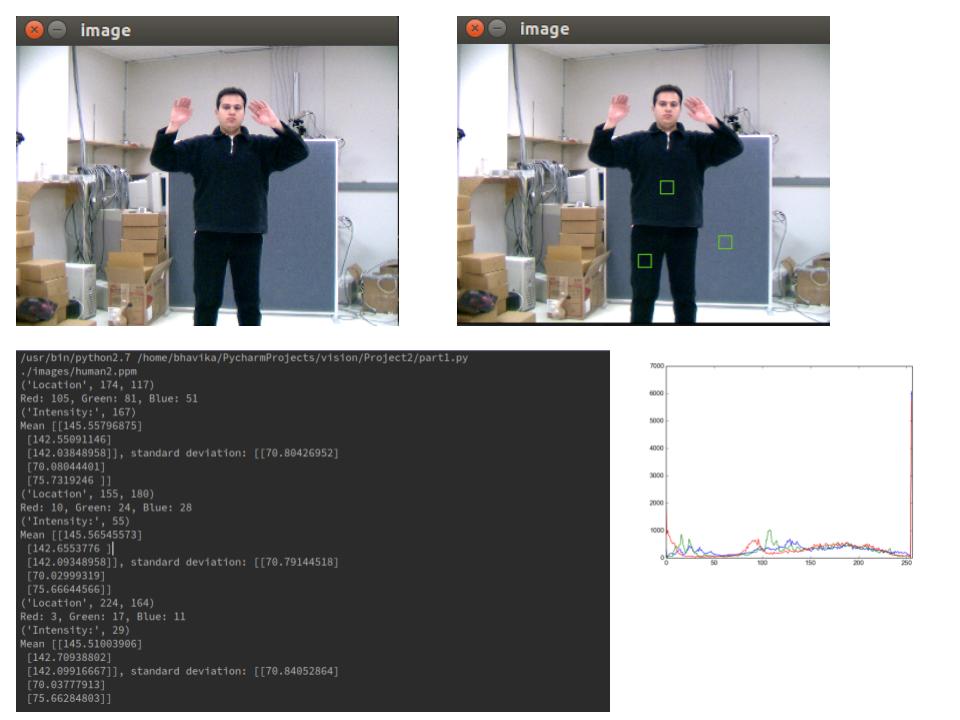 image
image
/usr/bin/python2.7 /home/bhavika/PycharmProjects/vision/Project2/part1.py
./images/human2.ppm
('Location', 174, 117)
Red: 105, Green: 81, Blue: 51
('Intensity:', 167)
Mean [[145.55796875]
[142.55091146]
[142.03848958]], standard deviation: [[70.80426952]
[70.08044401]
[75.7319246 ]]
('Location', 155, 180)
Red: 10, Green: 24, Blue: 28
('Intensity:', 55)
Mean [[145.56545573]
[142.6553776 ]
[142.09348958]], standard deviation: [[70.79144518]
[70.02999319]
[75.66644566]]
('Location', 224, 164)
Red: 3, Green: 17, Blue: 11
('Intensity:', 29)
Mean [[145.51003906]
[142.70938802]
[142.09916667]], standard deviation: [[70.84052864]
[70.03777913]
[75.66284803]]
7000
6000
5000
4000
3000
2000
1000
0
0 50 100 150 200 250